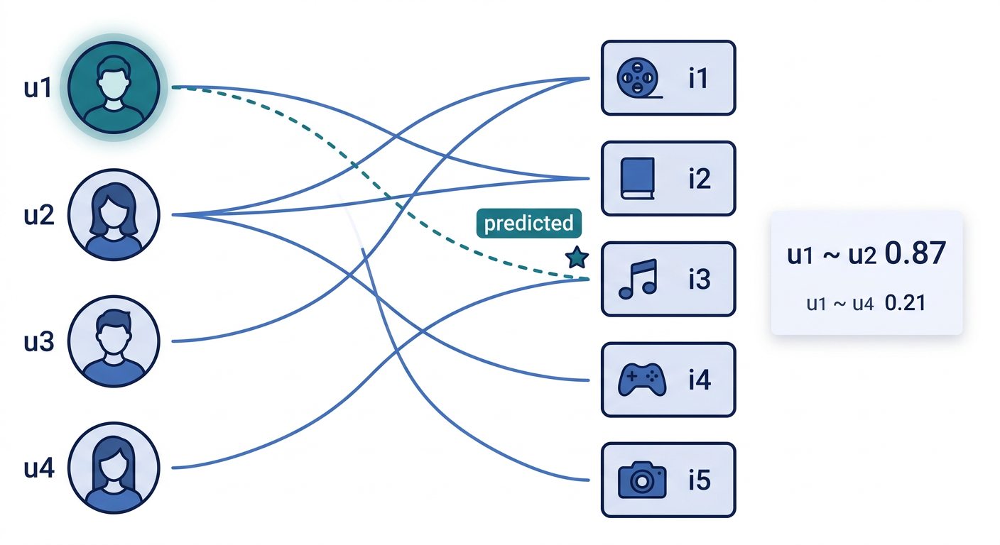 u1
u2
u3
u4
predicted
i1
i2
i3
i4
i5
u1 ~ u2 0.87
u1 ~ u4 0.21